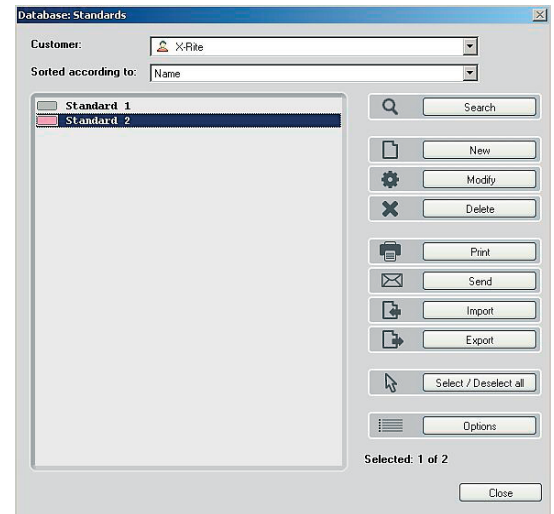 Database: Standards
Customer:
X-Rite
Sorted according to:
Name
Standard 1
Standard 2
Search
New
Modify
Delete
Print
Send
Import
Export
Select / Deselect all
Options
Selected: 1 of 2
Close